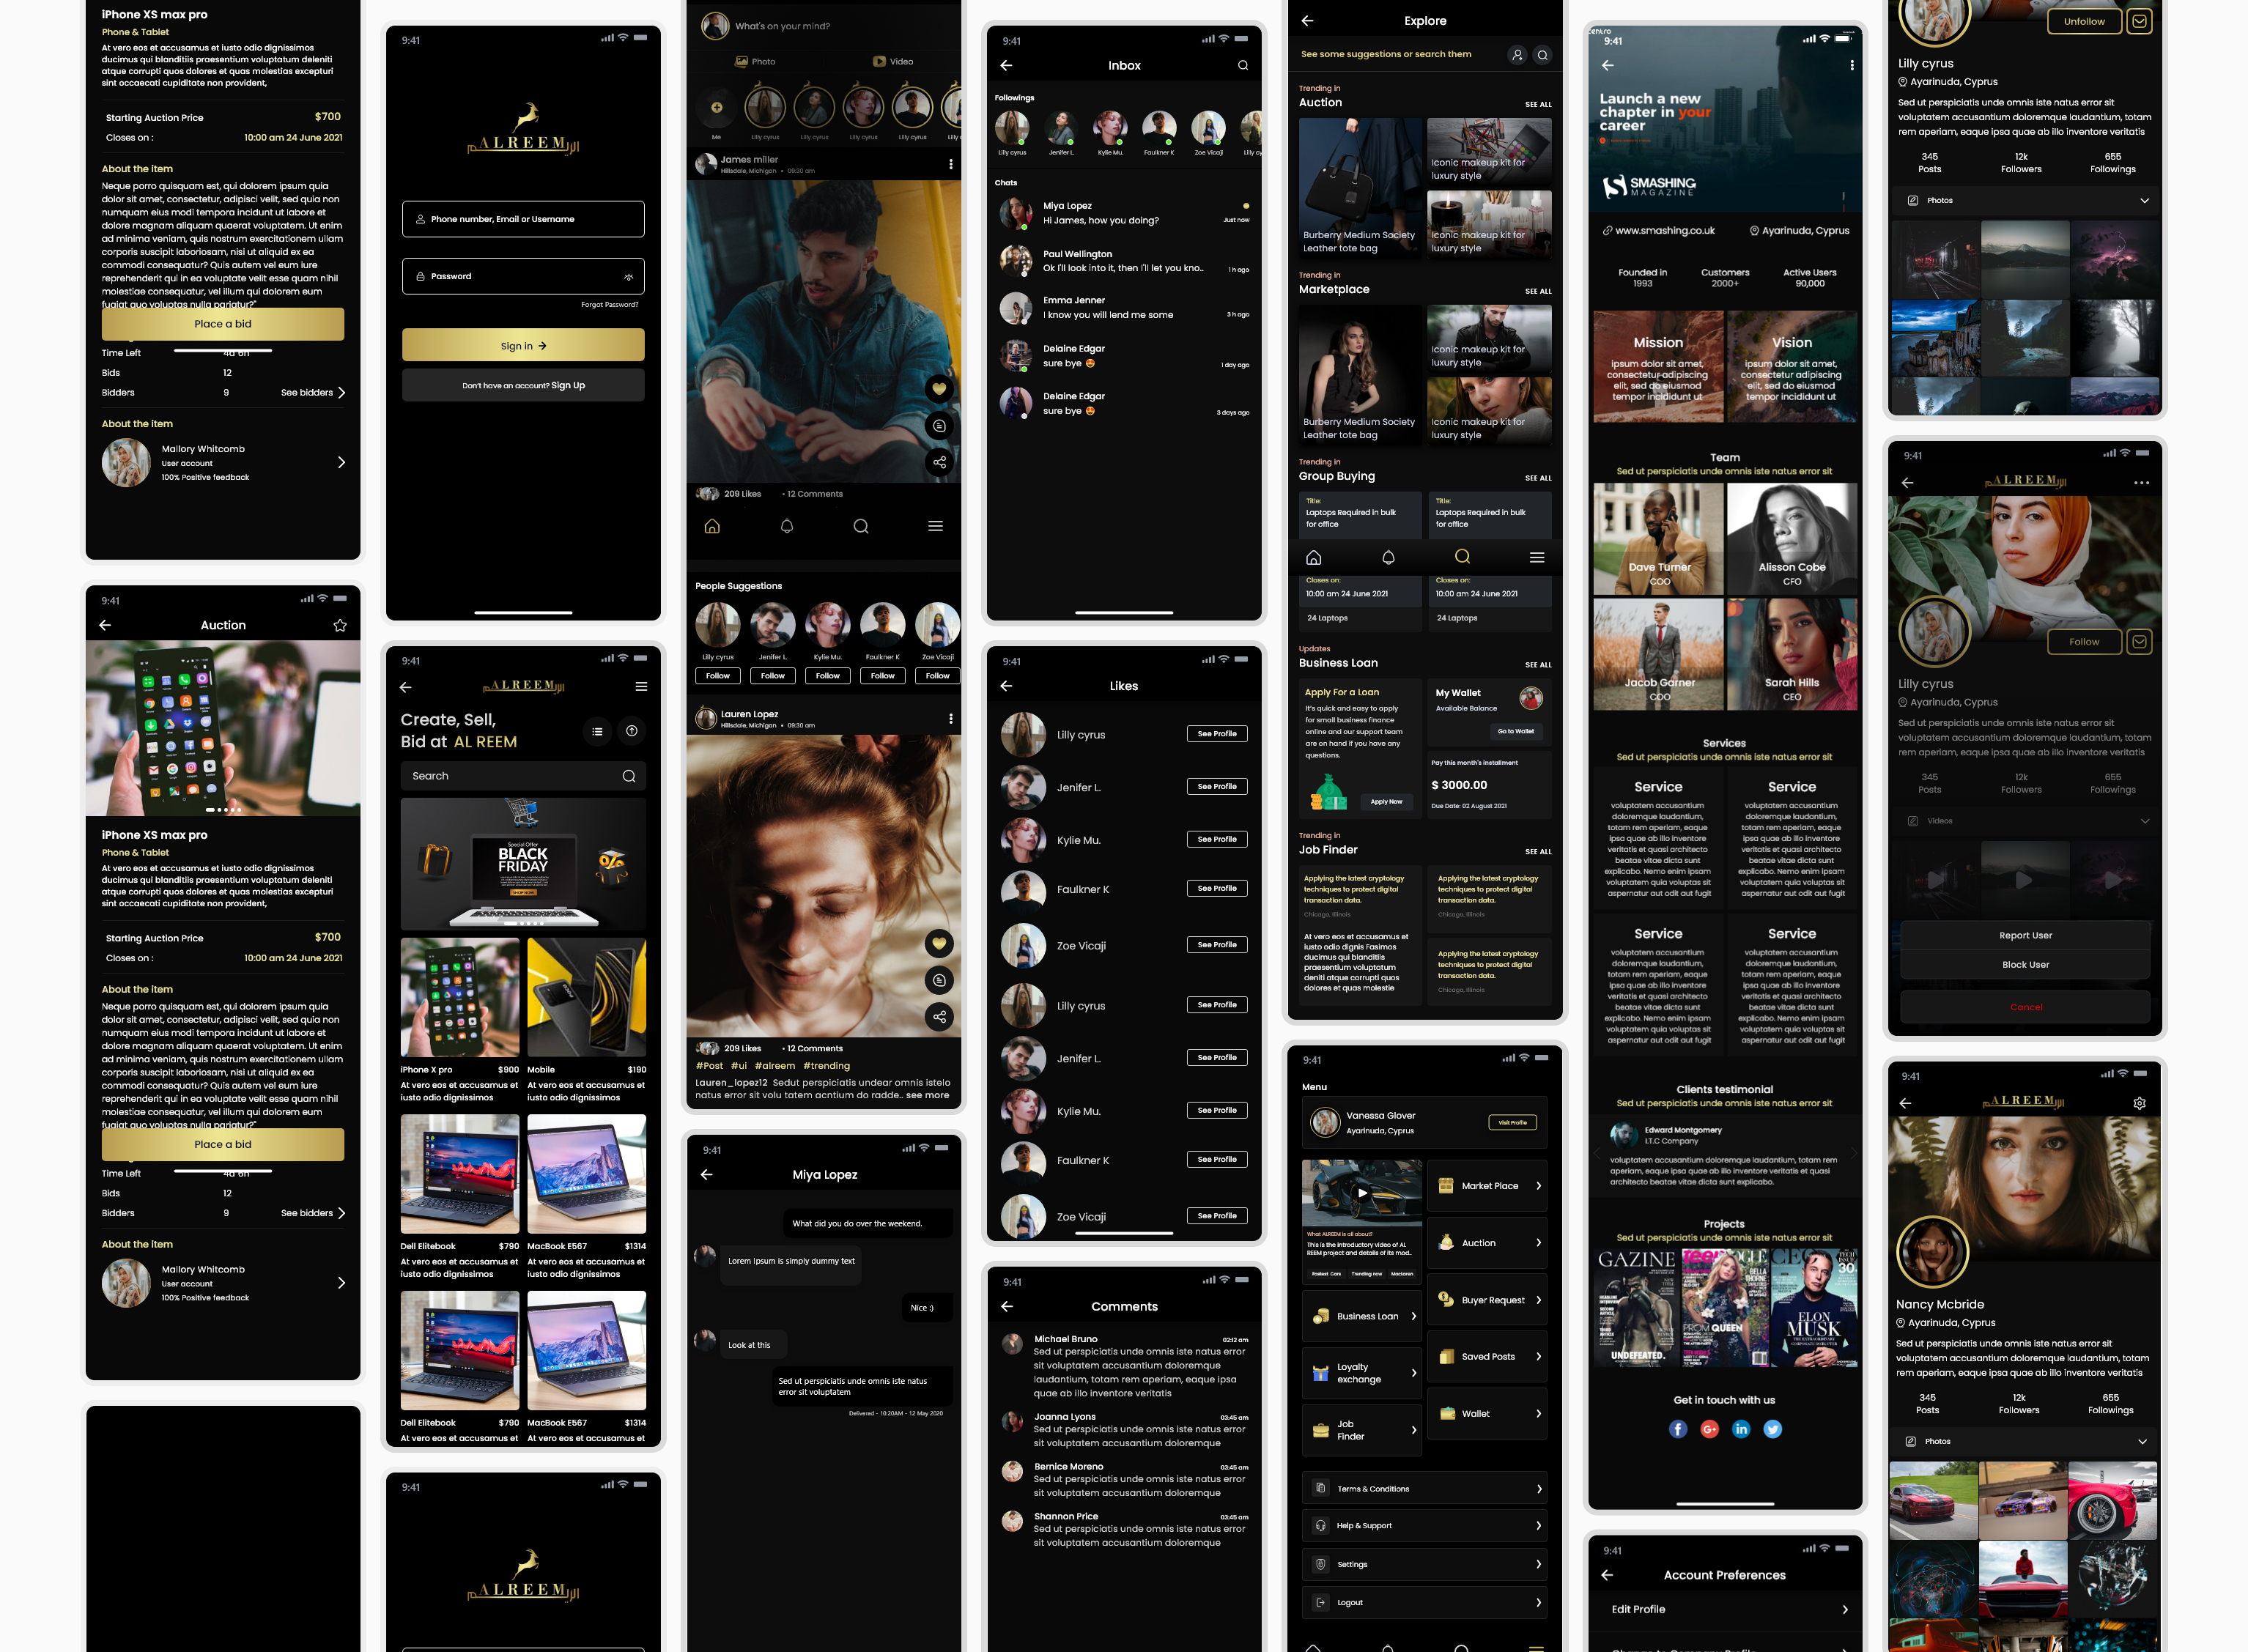 iPhone XS max pro
Phone & Tablet
At vero eos et accusamus et iusto odio dignissimos
ducimus qui blanditiis praesentium voluptatum deleniti
atque corrupti quos dolores et quas molestias excepturi
sint occaecati cupiditate non provident,
Starting Auction Price $700
Closes on : 10:00 am 24 June 2021
About the item
Neque porro quisquam est, qui dolorem ipsum quia
dolor sit amet, consectetur, adipisci velit, sed quia non
numquam eius modi tempora incidunt ut labore et
dolore magnam aliquam quaerat voluptatem. Ut enim
ad minima veniam, quis nostrum exercitationem ullam
corporis suscipit laboriosam, nisi ut aliquid ex ea
commodi consequatur? Quis autem vel eum iure
reprehenderit qui in ea voluptate velit esse quam nihil
molestiae consequatur, vel illum qui dolorem eum
fugiat quo voluptas nulla pariatur?"
Place a bid
Time Left 4d 6h
Bids 12
Bidders 9 See bidders
About the item
Mallory Whitcomb
User account
100% Positive feedback
9:41
Auction
iPhone XS max pro
Phone & Tablet
At vero eos et accusamus et iusto odio dignissimos
ducimus qui blanditiis praesentium voluptatum deleniti
atque corrupti quos dolores et quas molestias excepturi
sint occaecati cupiditate non provident,
Starting Auction Price $700
Closes on : 10:00 am 24 June 2021
About the item
Neque porro quisquam est, qui dolorem ipsum quia
dolor sit amet, consectetur, adipisci velit, sed quia non
numquam eius modi tempora incidunt ut labore et
dolore magnam aliquam quaerat voluptatem. Ut enim
ad minima veniam, quis nostrum exercitationem ullam
corporis suscipit laboriosam, nisi ut aliquid ex ea
commodi consequatur? Quis autem vel eum iure
reprehenderit qui in ea voluptate velit esse quam nihil
molestiae consequatur, vel illum qui dolorem eum
fugiat quo voluptas nulla pariatur?"
Place a bid
Time Left 4d 6h
Bids 12
Bidders 9 See bidders
About the item
Mallory Whitcomb
User account
100% Positive feedback
9:41
ALREEM الريم
Phone number, Email or Username
Password
Forgot Password?
Sign in
Don't have an account? Sign Up
9:41
ALREEM الريم
Create, Sell,
Bid at AL REEM
Search
Special Offer
BLACK
FRIDAY
SHOP NOW
iPhone X pro $900
At vero eos et accusamus et
iusto odio dignissimos
Mobile $190
At vero eos et accusamus et
iusto odio dignissimos
Dell Elitebook $790
At vero eos et accusamus et
iusto odio dignissimos
MacBook E567 $1314
At vero eos et accusamus et
iusto odio dignissimos
Dell Elitebook $790
At vero eos et accusamus et
MacBook E567 $1314
At vero eos et accusamus et
9:41
ALREEM الريم
What's on your mind?
Photo Video
Me Lilly cyrus Lilly cyrus Lilly cyrus Lilly cyrus Lilly
James miller
Hillsdale, Michigan • 09:30 am
209 Likes • 12 Comments
People Suggestions
Lilly cyrus Jenifer L. Kylie Mu. Faulkner K Zoe Vicaji
Follow Follow Follow Follow Follow
Lauren Lopez
Hillsdale, Michigan • 09:30 am
209 Likes • 12 Comments
#Post #ui #alreem #trending
Lauren_lopez12 Sedut perspiciatis undear omnis istelo
natus error sit volu tatem acntium do radde.. see more
9:41
Miya Lopez
What did you do over the weekend.
Lorem Ipsum is simply dummy text
Nice :)
Look at this
Sed ut perspiciatis unde omnis iste natus
error sit voluptatem
Delivered - 10:20AM - 12 May 2020
9:41
Inbox
Followings
Lilly cyrus Jenifer L. Kylie Mu. Faulkner K Zoe Vicaji Lilly c
Chats
Miya Lopez
Hi James, how you doing? Just now
Paul Wellington
Ok i'll look into it, then i'll let you kno.. 1 h ago
Emma Jenner
I know you will lend me some 3 h ago
Delaine Edgar
sure bye 😍 1 day ago
Delaine Edgar
sure bye 😍 3 days ago
9:41
Likes
Lilly cyrus See Profile
Jenifer L. See Profile
Kylie Mu. See Profile
Faulkner K See Profile
Zoe Vicaji See Profile
Lilly cyrus See Profile
Jenifer L. See Profile
Kylie Mu. See Profile
Faulkner K See Profile
Zoe Vicaji See Profile
9:41
Comments
Michael Bruno 02:12 am
Sed ut perspiciatis unde omnis iste natus error
sit voluptatem accusantium doloremque
laudantium, totam rem aperiam, eaque ipsa
quae ab illo inventore veritatis
Joanna Lyons 03:45 am
Sed ut perspiciatis unde omnis iste natus error
sit voluptatem accusantium doloremque
Bernice Moreno 03:45 am
Sed ut perspiciatis unde omnis iste natus error
sit voluptatem accusantium doloremque
Shannon Price 03:45 am
Sed ut perspiciatis unde omnis iste natus error
sit voluptatem accusantium doloremque
Explore
See some suggestions or search them
Trending in
Auction SEE ALL
Burberry Medium Society
Leather tote bag
Iconic makeup kit for
luxury style
Iconic makeup kit for
luxury style
Trending in
Marketplace SEE ALL
Burberry Medium Society
Leather tote bag
Iconic makeup kit for
luxury style
Iconic makeup kit for
luxury style
Trending in
Group Buying SEE ALL
Title: Title:
Laptops Required in bulk Laptops Required in bulk
for office for office
Closes on: Closes on:
10:00 am 24 June 2021 10:00 am 24 June 2021
24 Laptops 24 Laptops
Updates
Business Loan SEE ALL
Apply For a Loan
It's quick and easy to apply
for small business finance
online and our support team
are on hand if you have any
questions.
Apply Now
My Wallet
Available Balance
Go to Wallet
Pay this month's Installment
$ 3000.00
Due Date: 02 August 2021
Trending in
Job Finder SEE ALL
Applying the latest cryptology
techniques to protect digital
transaction data.
Chicago, Illinois
At vero eos et accusamus et
iusto odio dignis Fasimos
ducimus qui blanditiis
praesentium voluptatum
deniti atque corrupti quos
dolores et quas molestie
Applying the latest cryptology
techniques to protect digital
transaction data.
Chicago, Illinois
Applying the latest cryptology
techniques to protect digital
transaction data.
Chicago, Illinois
9:41
Menu
Vanessa Glover
Ayarinuda, Cyprus
Visit Profile
What ALREEM is all about?
This is the Introductory video of AL
REEM project and details of its mod..
Fastest Cars Trending now MacLaren
Market Place
Auction
Business Loan
Buyer Request
Loyalty
exchange
Saved Posts
Job
Finder
Wallet
Terms & Conditions
Help & Support
Settings
Logout
centro
9:41
Launch a new
chapter in your
career
SMASHING
MAGAZINE
www.smashing.co.uk Ayarinuda, Cyprus
Founded in Customers Active Users
1993 2000+ 90,000
Mission
ipsum dolor sit amet,
consectetur adipiscing
elit, sed do eiusmod
tempor incididunt ut
Vision
ipsum dolor sit amet,
consectetur adipiscing
elit, sed do eiusmod
tempor incididunt ut
Team
Sed ut perspiciatis unde omnis iste natus error sit
Dave Turner
COO
Alisson Cobe
CFO
Jacob Garner
COO
Sarah Hills
CEO
Services
Sed ut perspiciatis unde omnis iste natus error sit
Service
voluptatem accusantium
doloremque laudantium,
totam rem aperiam, eaque
ipsa quae ab illo inventore
veritatis et quasi architecto
beatae vitae dicta sunt
explicabo. Nemo enim ipsam
voluptatem quia voluptas sit
aspernatur aut odit aut fugit
Service
voluptatem accusantium
doloremque laudantium,
totam rem aperiam, eaque
ipsa quae ab illo inventore
veritatis et quasi architecto
beatae vitae dicta sunt
explicabo. Nemo enim ipsam
voluptatem quia voluptas sit
aspernatur aut odit aut fugit
Service
voluptatem accusantium
doloremque laudantium,
totam rem aperiam, eaque
ipsa quae ab illo inventore
veritatis et quasi architecto
beatae vitae dicta sunt
explicabo. Nemo enim ipsam
voluptatem quia voluptas sit
aspernatur aut odit aut fugit
Service
voluptatem accusantium
doloremque laudantium,
totam rem aperiam, eaque
ipsa quae ab illo inventore
veritatis et quasi architecto
beatae vitae dicta sunt
explicabo. Nemo enim ipsam
voluptatem quia voluptas sit
aspernatur aut odit aut fugit
Clients testimonial
Sed ut perspiciatis unde omnis iste natus error sit
Edward Montgomery
I.T.C Company
voluptatem accusantium doloremque laudantium, totam rem
aperiam, eaque ipsa quae ab illo inventore veritatis et quasi
architecto beatae vitae dicta sunt explicabo.
Projects
Sed ut perspiciatis unde omnis iste natus error sit
GAZINE
UNDEFEATED.
teen VOGUE
BELLA
THORNE
PROM QUEEN
CEO
ELON
MUSK
Get in touch with us
9:41
Account Preferences
Edit Profile
Change to Company Profile
Unfollow
Lilly cyrus
Ayarinuda, Cyprus
Sed ut perspiciatis unde omnis iste natus error sit
voluptatem accusantium doloremque laudantium, totam
rem aperiam, eaque ipsa quae ab illo inventore veritatis
345 12k 655
Posts Followers Followings
Photos
9:41
ALREEM الريم
Follow
Lilly cyrus
Ayarinuda, Cyprus
Sed ut perspiciatis unde omnis iste natus error sit
voluptatem accusantium doloremque laudantium, totam
rem aperiam, eaque ipsa quae ab illo inventore veritatis
345 12k 655
Posts Followers Followings
Videos
Report User
Block User
Cancel
9:41
ALREEM الريم
Nancy Mcbride
Ayarinuda, Cyprus
Sed ut perspiciatis unde omnis iste natus error sit
voluptatem accusantium doloremque laudantium, totam
rem aperiam, eaque ipsa quae ab illo inventore veritatis
345 12k 655
Posts Followers Followings
Photos